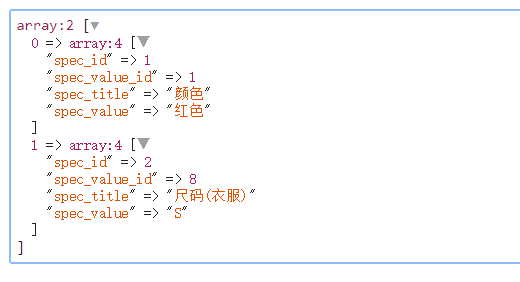 array:2 [▼
  0 => array:4 [▼
    "spec_id" => 1
    "spec_value_id" => 1
    "spec_title" => "颜色"
    "spec_value" => "红色"
  ]
  1 => array:4 [▼
    "spec_id" => 2
    "spec_value_id" => 8
    "spec_title" => "尺码(衣服)"
    "spec_value" => "S"
  ]
]